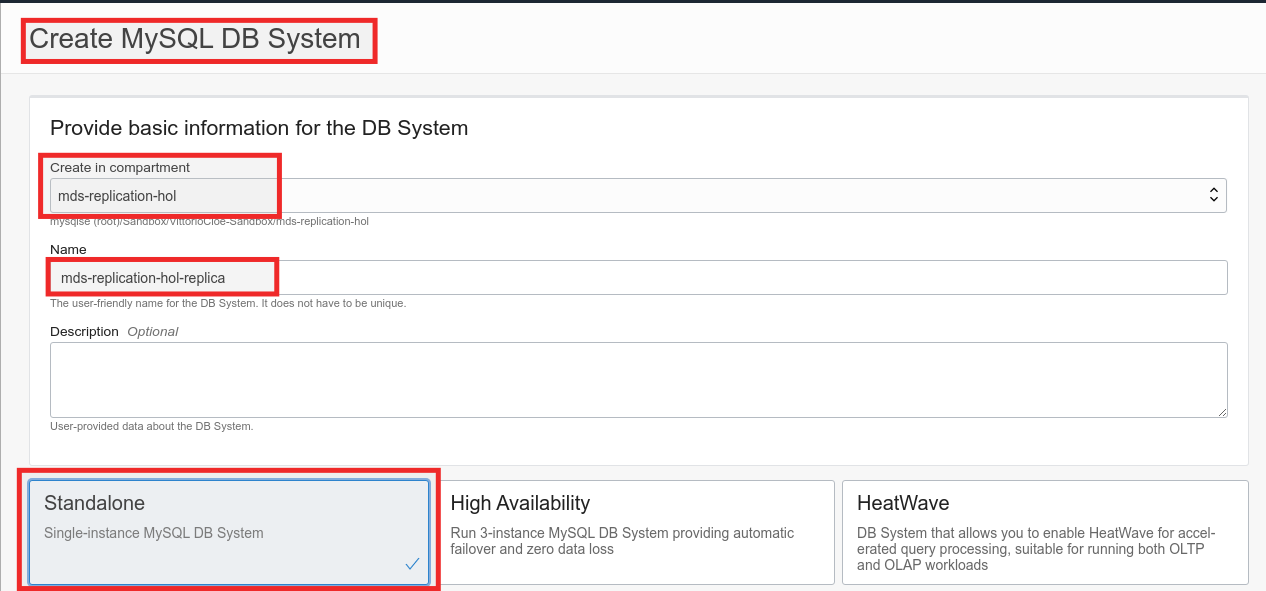 Create MySQL DB System
Provide basic information for the DB System
Create in compartment
mds-replication-hol
mysqlse (root)/Sandbox/VittorioCioe-Sandbox/mds-replication-hol
Name
mds-replication-hol-replica
The user-friendly name for the DB System. It does not have to be unique.
Description Optional
User-provided data about the DB System.
Standalone
Single-instance MySQL DB System
High Availability
Run 3-instance MySQL DB System providing automatic
failover and zero data loss
HeatWave
DB System that allows you to enable HeatWave for accel-
erated query processing, suitable for running both OLTP
and OLAP workloads